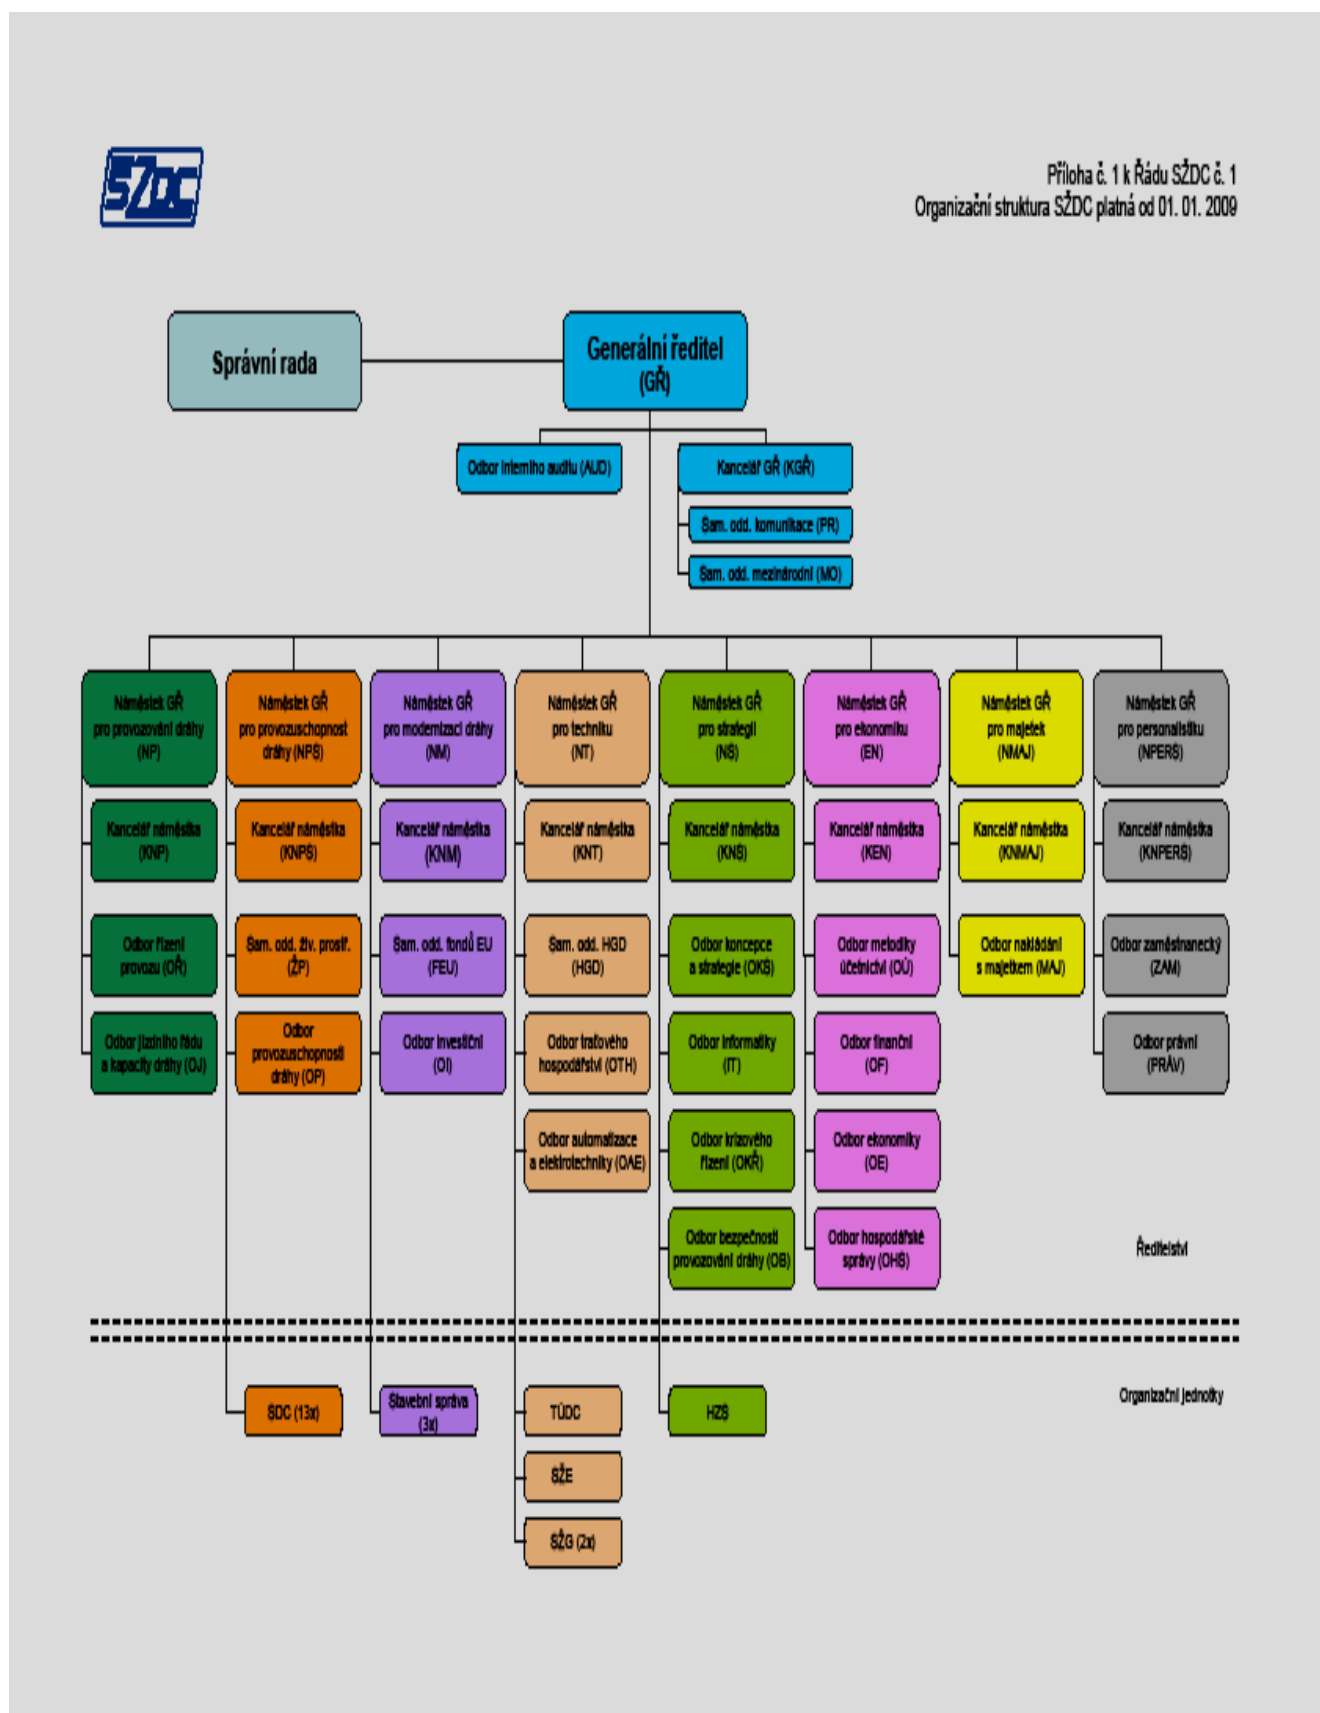 SŽDC
Příloha č. 1 k Řádu SŽDC č. 1
Organizační struktura SŽDC platná od 01. 01. 2009
Správní rada
Generální ředitel
(GŘ)
Odbor interního auditu (AUD)
Kancelář GŘ (KGŘ)
Sam. odd. komunikace (PR)
Sam. odd. mezinárodní (MO)
Náměstek GŘ
pro provozování dráhy
(NP)
Kancelář náměstka
(KNP)
Odbor řízení
provozu (OŘ)
Odbor jízdního řádu
a kapacity dráhy (OJ)
Náměstek GŘ
pro provozuschopnost
dráhy (NPS)
Kancelář náměstka
(KNPS)
Sam. odd. živ. prostř.
(ŽP)
Odbor
provozuschopnosti
dráhy (OP)
Náměstek GŘ
pro modernizaci dráhy
(NM)
Kancelář náměstka
(KNM)
Sam. odd. fondů EU
(FEU)
Odbor investiční
(OI)
Náměstek GŘ
pro techniku
(NT)
Kancelář náměstka
(KNT)
Sam. odd. HGD
(HGD)
Odbor traťového
hospodářství (OTH)
Odbor automatizace
a elektrotechniky (OAE)
Náměstek GŘ
pro strategii
(NS)
Kancelář náměstka
(KNS)
Odbor koncepce
a strategie (OKS)
Odbor informatiky
(IT)
Odbor krizového
řízení (OKŘ)
Odbor bezpečnosti
provozování dráhy (OB)
Náměstek GŘ
pro ekonomiku
(EN)
Kancelář náměstka
(KEN)
Odbor metodiky
účetnictví (OÚ)
Odbor finanční
(OF)
Odbor ekonomiky
(OE)
Odbor hospodářské
správy (OHS)
Náměstek GŘ
pro majetek
(NMAJ)
Kancelář náměstka
(KNMAJ)
Odbor nakládání
s majetkem (MAJ)
Náměstek GŘ
pro personalistiku
(NPERS)
Kancelář náměstka
(KNPERS)
Odbor zaměstnanecký
(ZAM)
Odbor právní
(PRÁV)
Ředitelství
Organizační jednotky
SDC (13x)
Stavební správa
(3x)
TÚDC
SŽE
SŽG (2x)
HZS